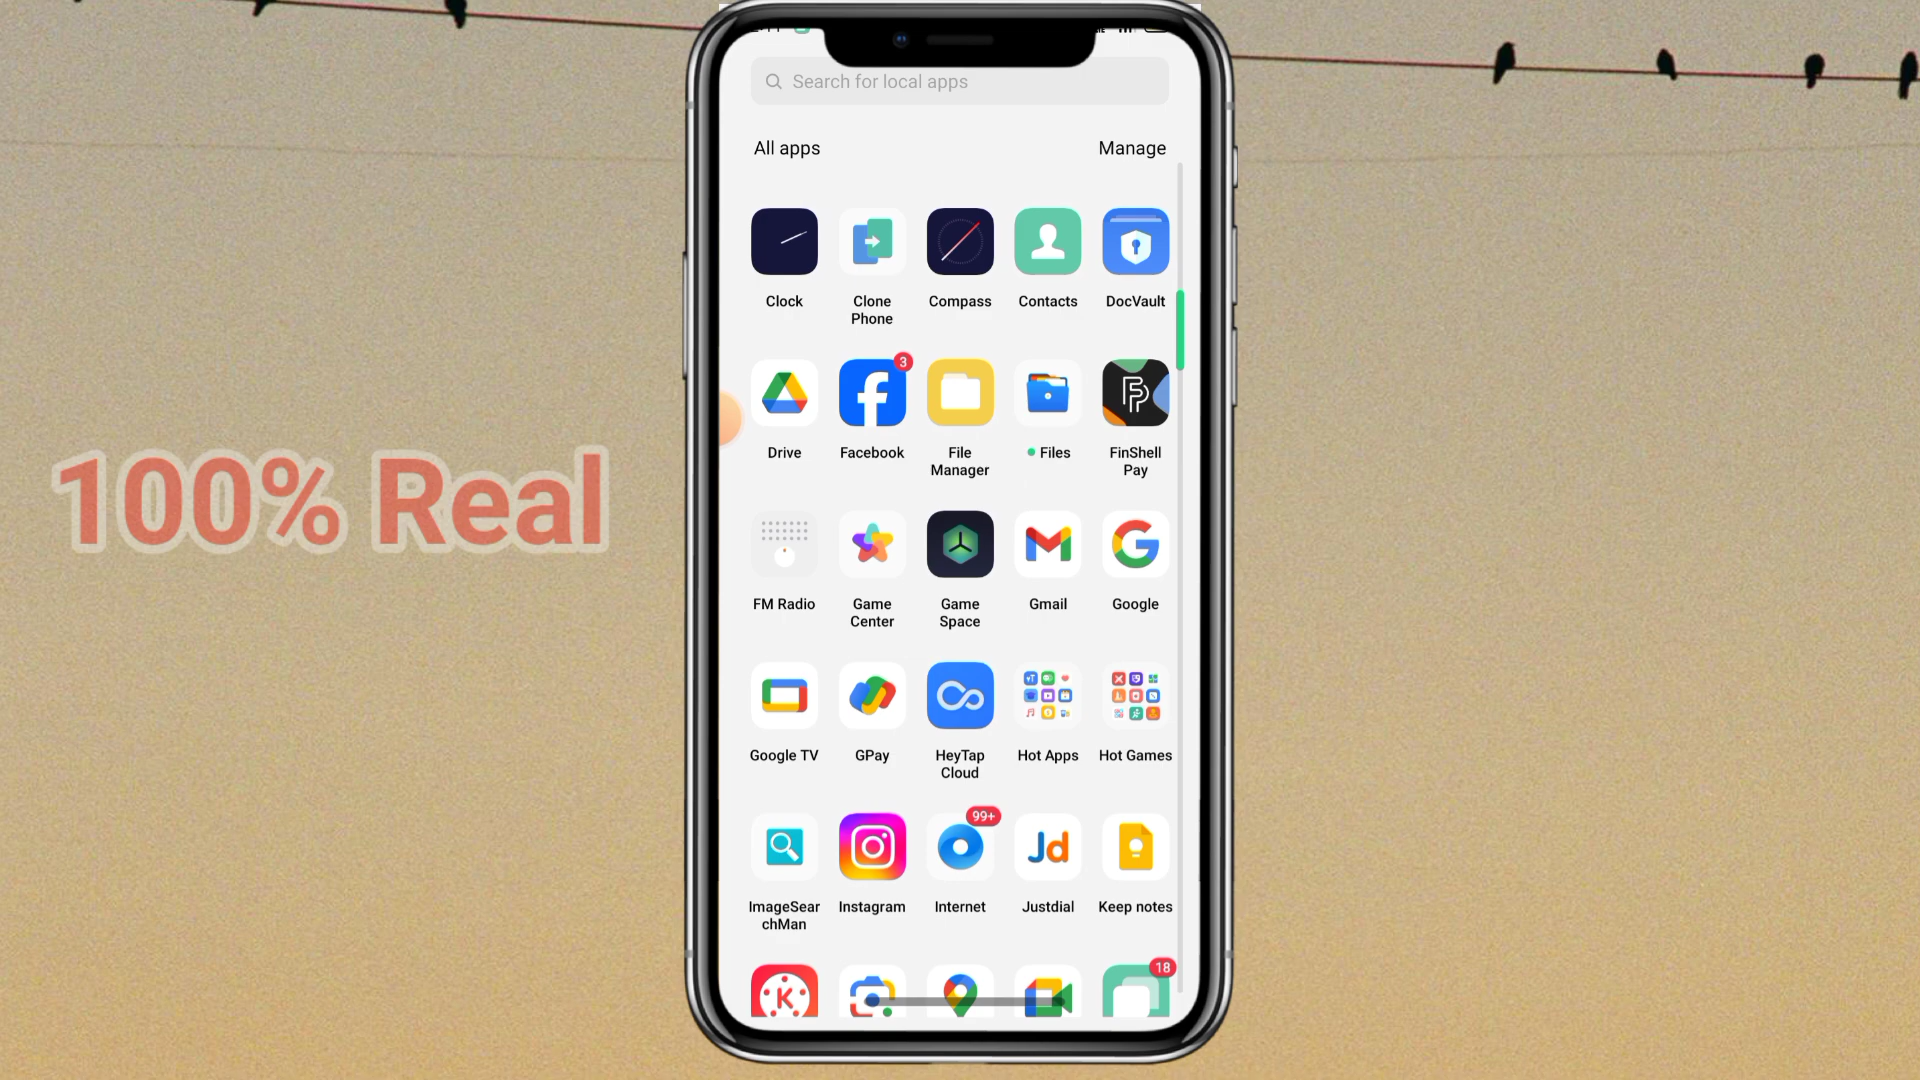 Search for local apps
All apps
Manage
Clock
Clone
Phone
Compass
Contacts
DocVault
3
Drive
Facebook
File
Manager
Files
FinShell
Pay
FM Radio
Game
Center
Game
Space
Gmail
Google
Google TV
GPay
HeyTap
Cloud
Hot Apps
Hot Games
99+
Jd
ImageSear
chMan
Instagram
Internet
Justdial
Keep notes
18
K
100% Real